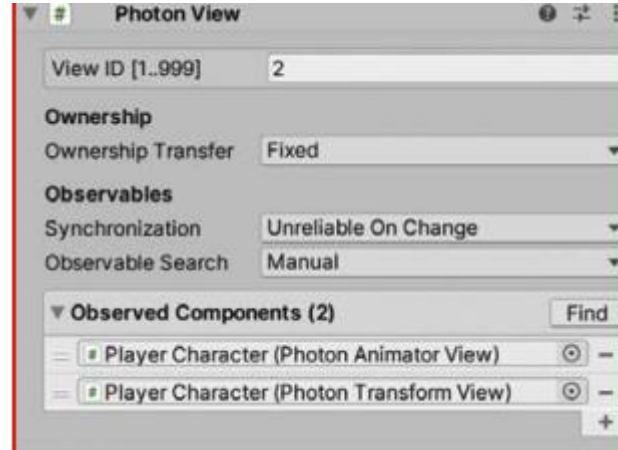 Photon View
View ID [1..999] 2
Ownership
Ownership Transfer Fixed
Observables
Synchronization Unreliable On Change
Observable Search Manual
Observed Components (2) Find
Player Character (Photon Animator View)
Player Character (Photon Transform View)